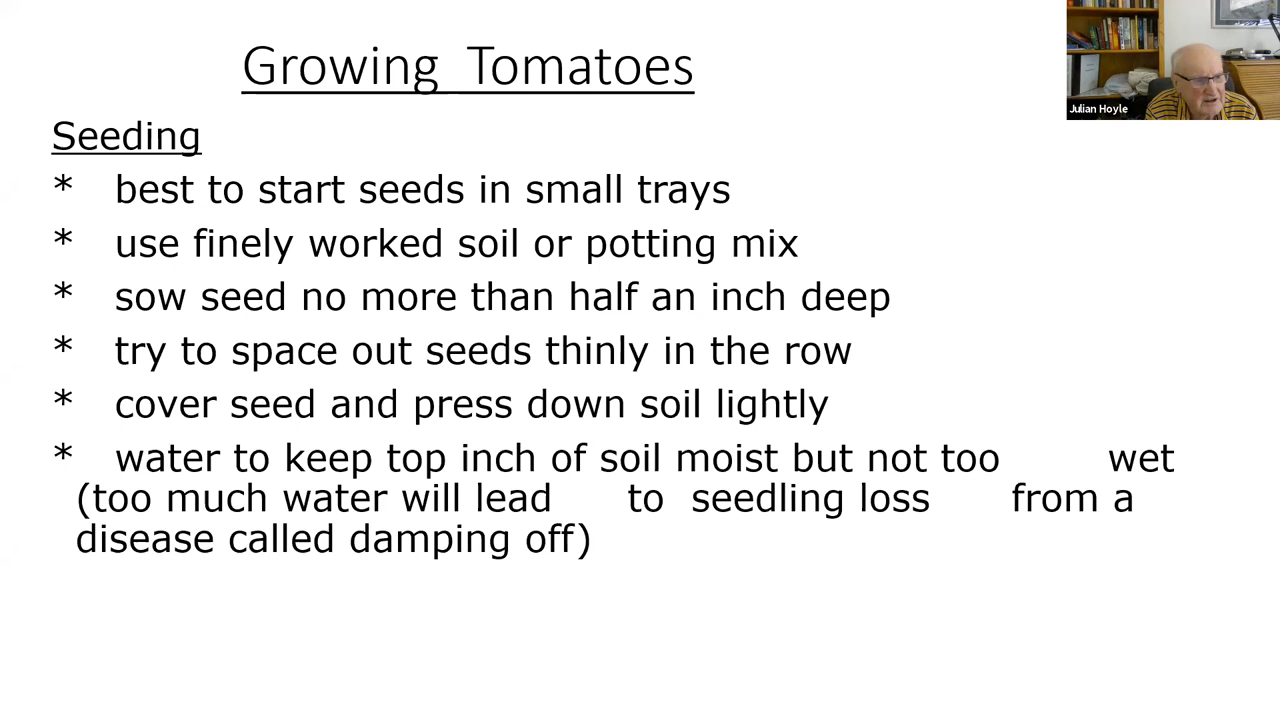 Growing Tomatoes
Julian Hoyle
Seeding
* best to start seeds in small trays
* use finely worked soil or potting mix
* sow seed no more than half an inch deep
* try to space out seeds thinly in the row
* cover seed and press down soil lightly
* water to keep top inch of soil moist but not too wet
(too much water will lead to seedling loss from a
disease called damping off)